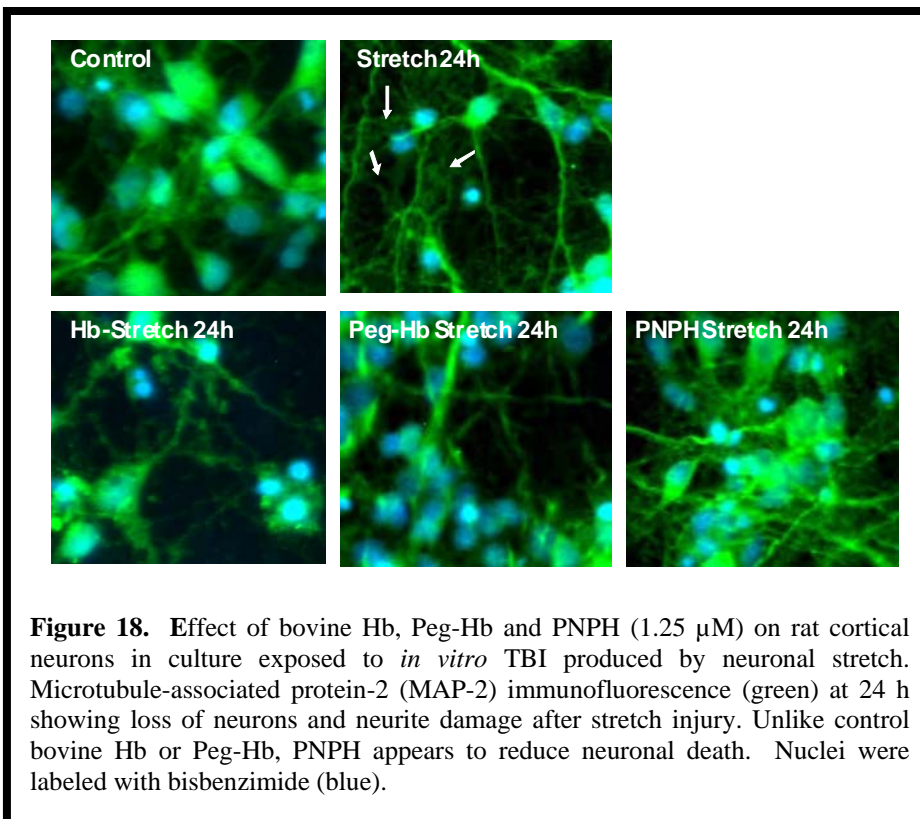 Control
Stretch 24h
Hb-Stretch 24h
Peg-Hb Stretch 24h
PNPH Stretch 24h
Figure 18. Effect of bovine Hb, Peg-Hb and PNPH (1.25 µM) on rat cortical
neurons in culture exposed to in vitro TBI produced by neuronal stretch.
Microtubule-associated protein-2 (MAP-2) immunofluorescence (green) at 24 h
showing loss of neurons and neurite damage after stretch injury. Unlike control
bovine Hb or Peg-Hb, PNPH appears to reduce neuronal death. Nuclei were
labeled with bisbenzimide (blue).